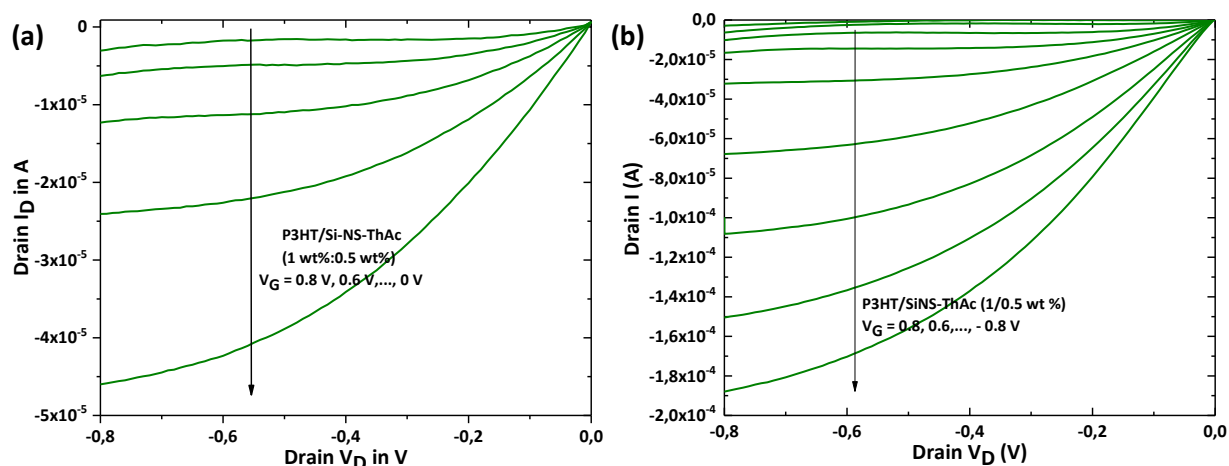 (a)
0
-1x10⁻⁵
-2x10⁻⁵
-3x10⁻⁵
-4x10⁻⁵
-5x10⁻⁵
Drain I_D in A
P3HT/Si-NS-ThAc
(1 wt%:0.5 wt%)
V_G = 0.8 V, 0.6 V,..., 0 V
-0,8
-0,6
-0,4
-0,2
0,0
Drain V_D in V
(b)
0,0
-2,0x10⁻⁵
-4,0x10⁻⁵
-6,0x10⁻⁵
-8,0x10⁻⁵
-1,0x10⁻⁴
-1,2x10⁻⁴
-1,4x10⁻⁴
-1,6x10⁻⁴
-1,8x10⁻⁴
-2,0x10⁻⁴
Drain I (A)
P3HT/SiNS-ThAc (1/0.5 wt %)
V_G = 0.8, 0.6,..., - 0.8 V
-0,8
-0,6
-0,4
-0,2
0,0
Drain V_D (V)